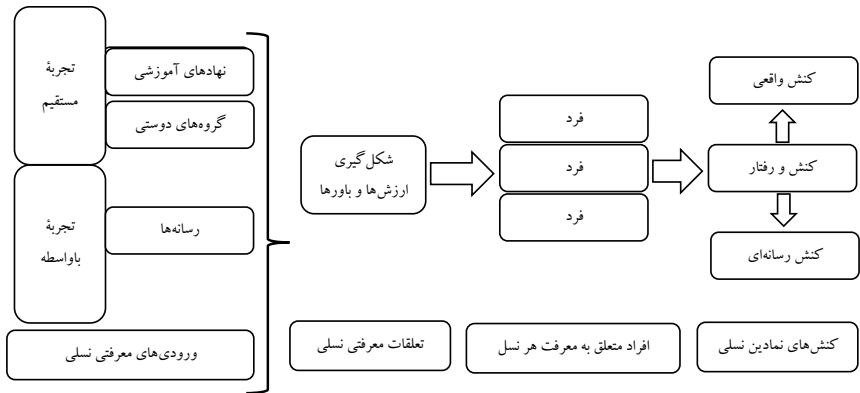 تجربهٔ
مستقیم
نهادهای آموزشی
گروه‌های دوستی
تجربهٔ
باواسطه
رسانه‌ها
ورودی‌های معرفتی نسلی
شکل‌گیری
ارزش‌ها و باورها
تعلقات معرفتی نسلی
فرد
فرد
فرد
افراد متعلق به معرفت هر نسل
کنش واقعی
کنش و رفتار
کنش رسانه‌ای
کنش‌های نمادین نسلی